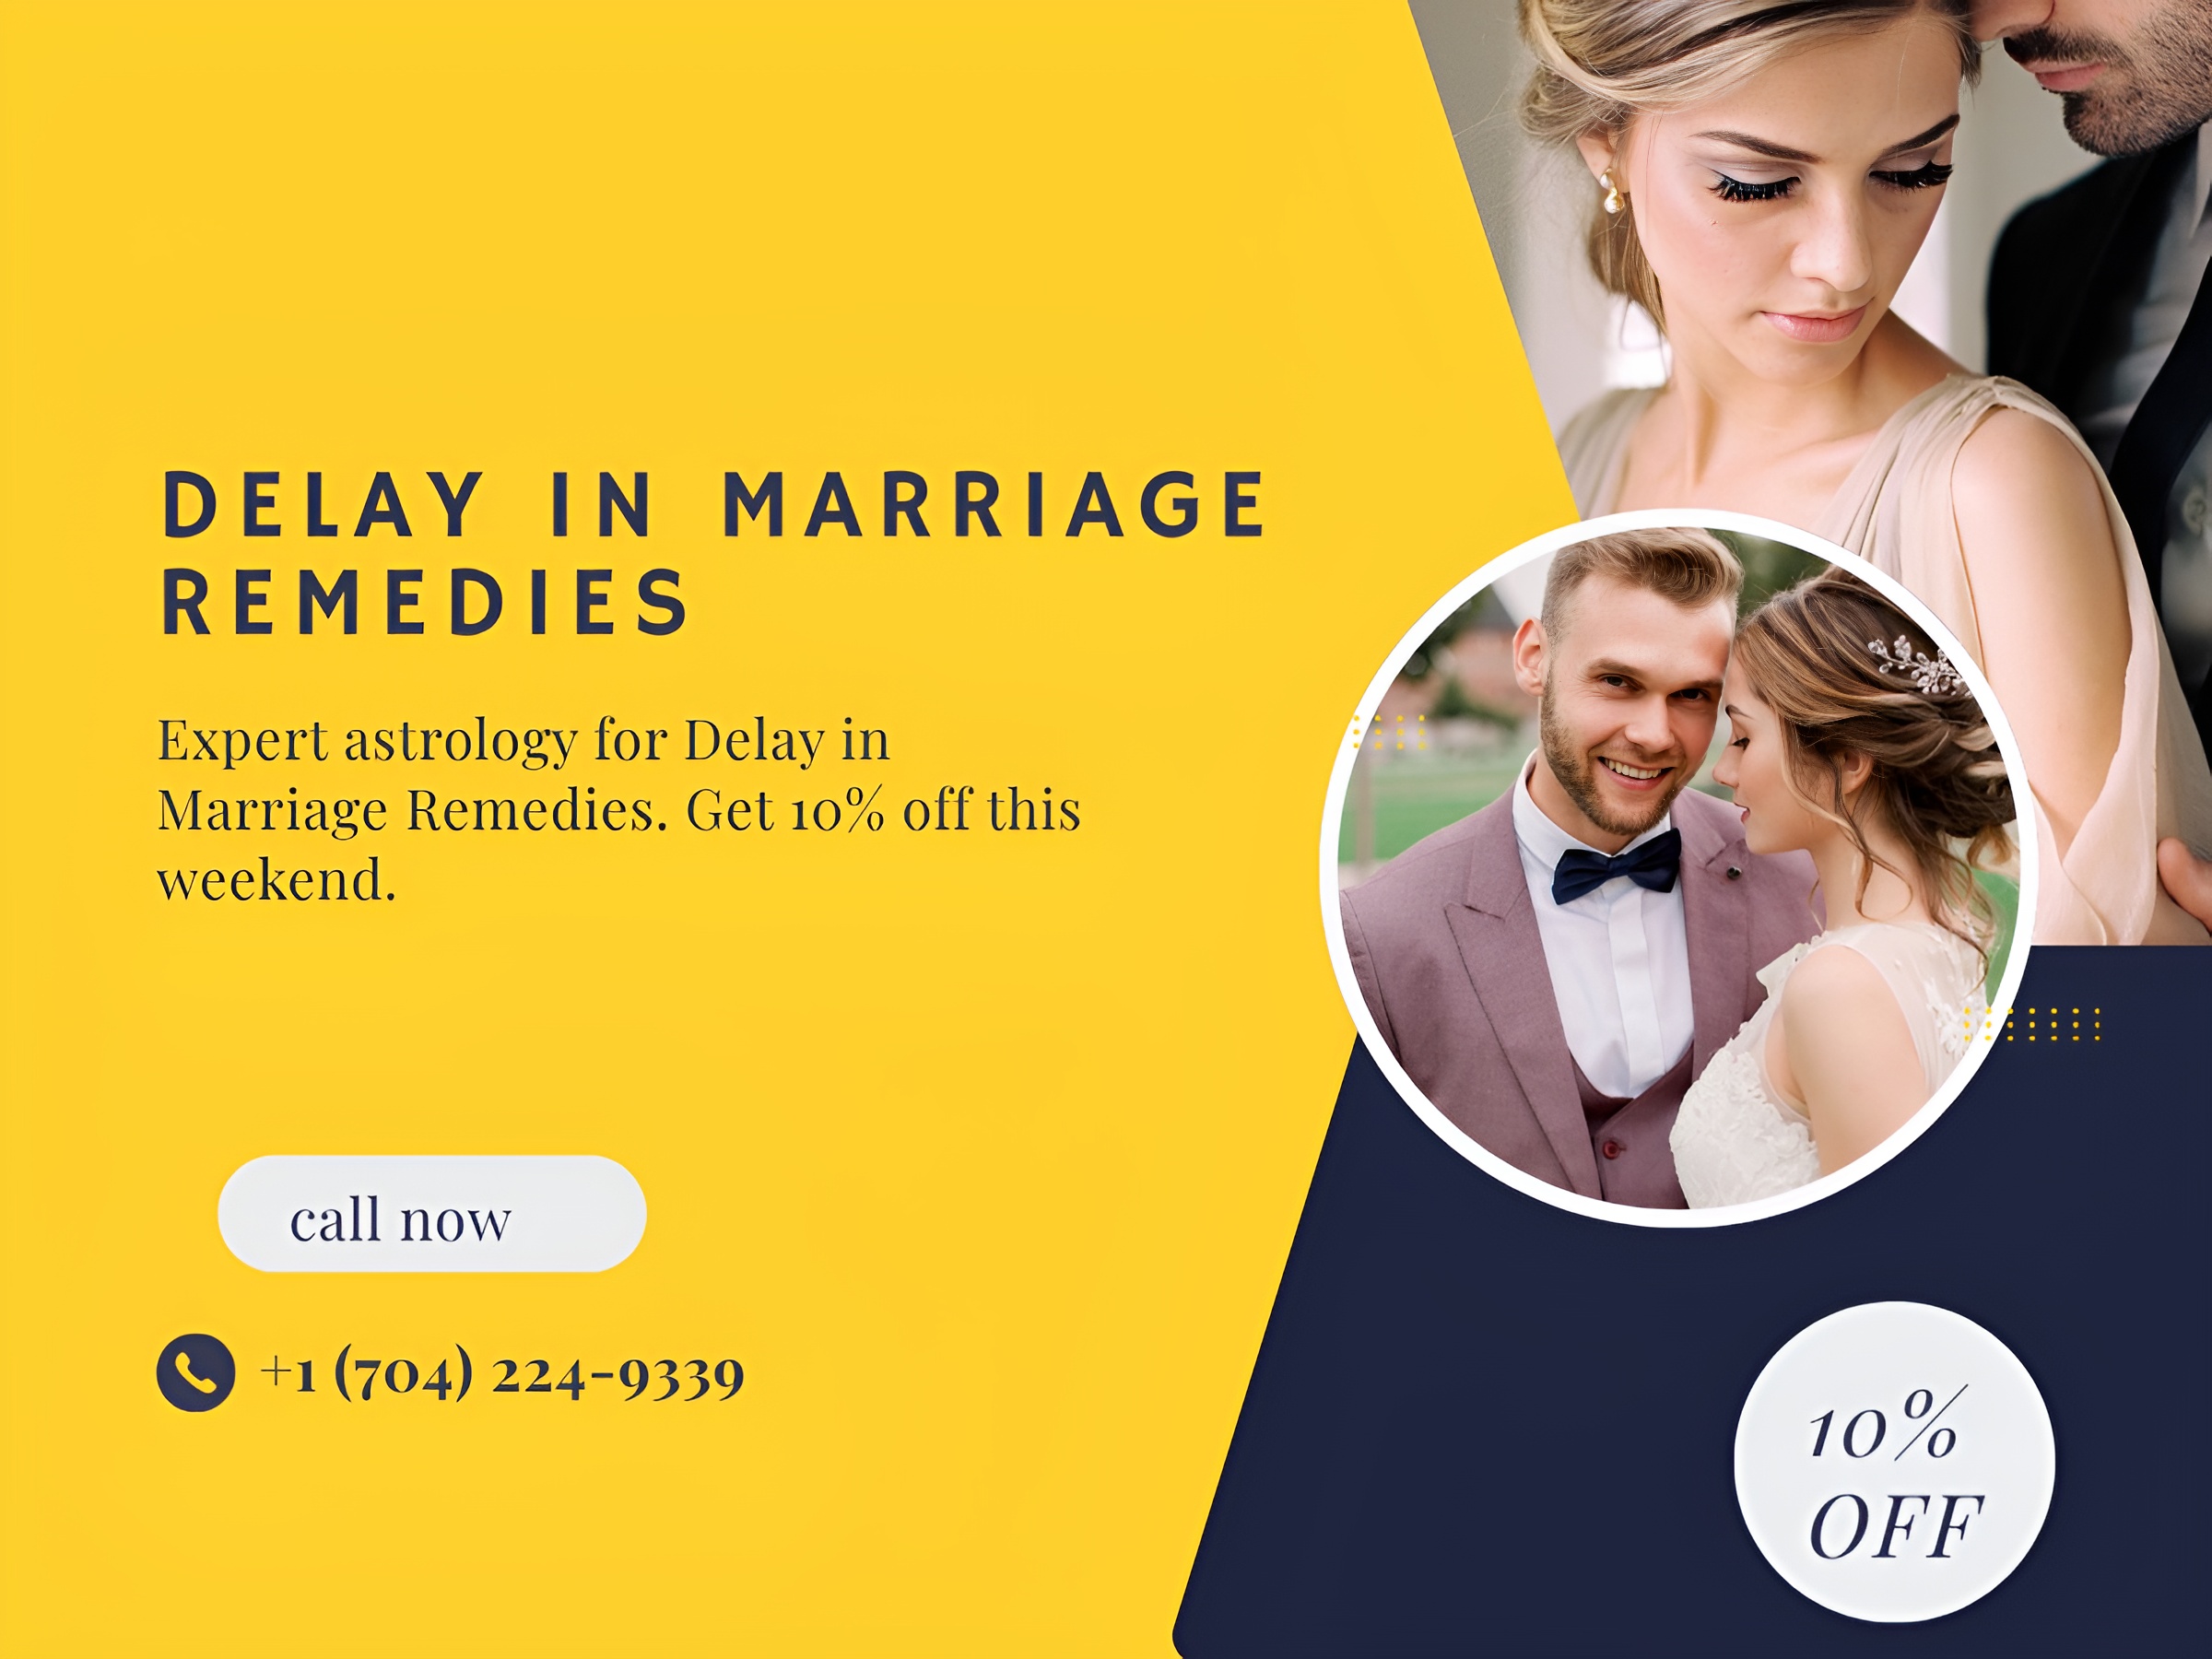 DELAY IN MARRIAGE
REMEDIES
Expert astrology for Delay in
Marriage Remedies. Get 10% off this
weekend.
call now
+1 (704) 224-9339
10%
OFF